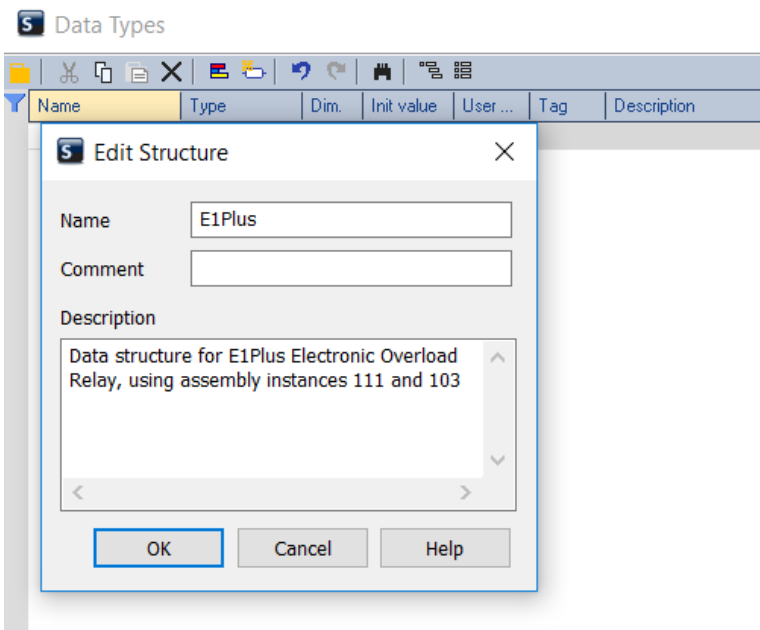 S Data Types
Name Type Dim. Init value User ... Tag Description
S Edit Structure
Name E1Plus
Comment
Description
Data structure for E1Plus Electronic Overload
Relay, using assembly instances 111 and 103
OK Cancel Help